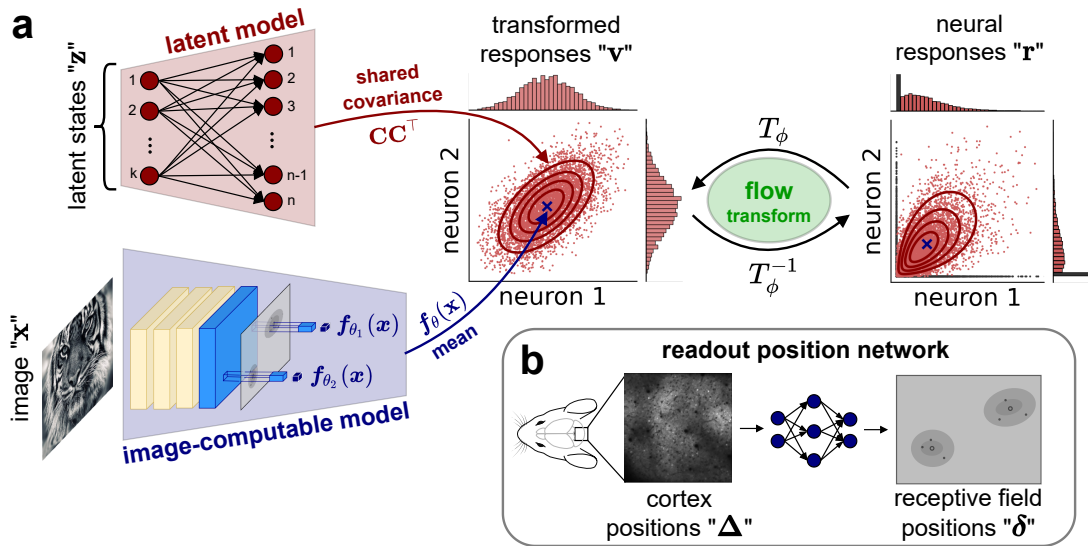 a
latent model
latent states "z"
1
2
⋮
k
1
2
3
⋮
n-1
n
shared
covariance
CC⊤
transformed
responses "v"
neuron 2
neuron 1
Tϕ
flow
transform
Tϕ⁻¹
neural
responses "r"
neuron 2
neuron 1
image "x"
fθ₁(x)
fθ₂(x)
image-computable model
fθ(x)
mean
b
readout position network
cortex
positions "Δ"
receptive field
positions "δ"